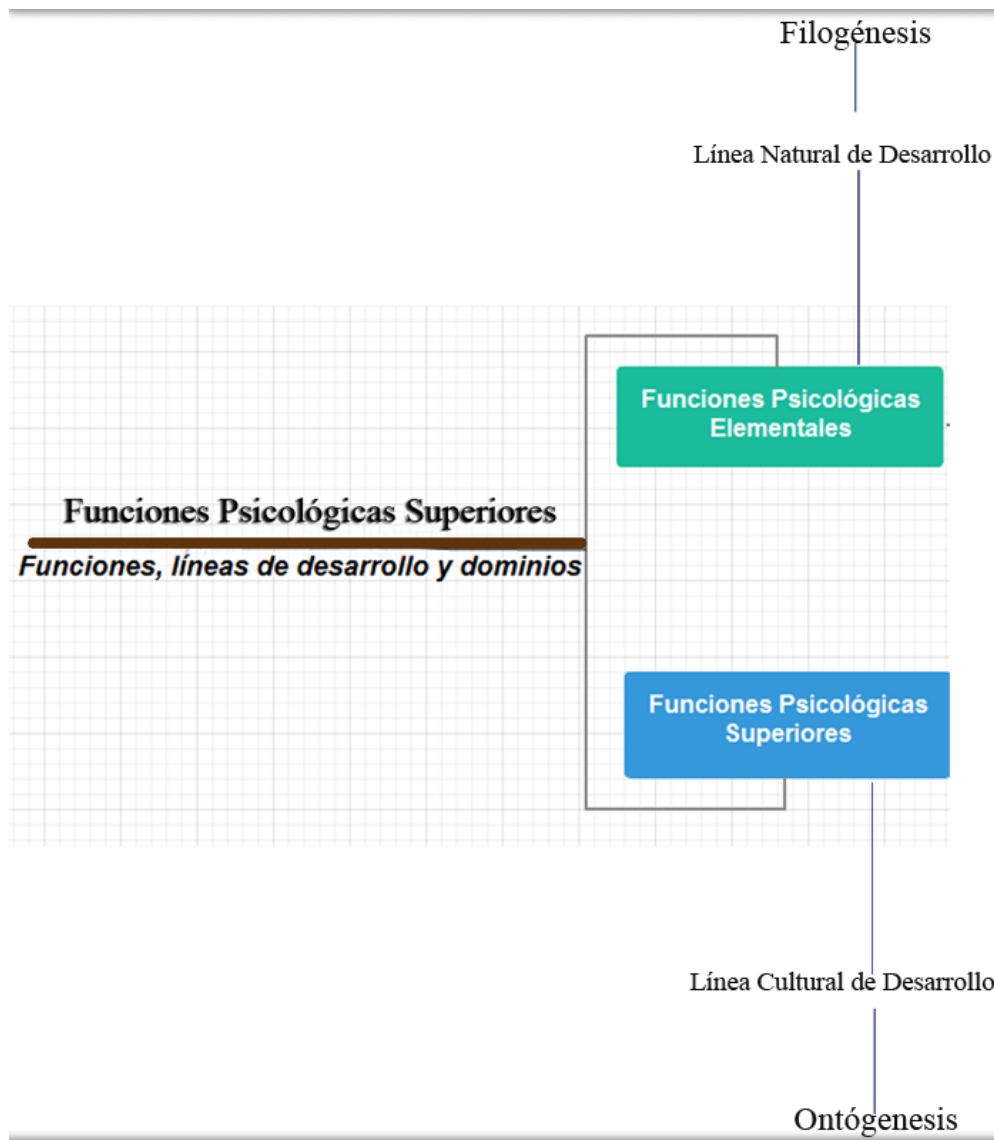 Filogénesis
Línea Natural de Desarrollo
Funciones Psicológicas
Elementales
Funciones Psicológicas Superiores
Funciones, líneas de desarrollo y dominios
Funciones Psicológicas
Superiores
Línea Cultural de Desarrollo
Ontógenesis